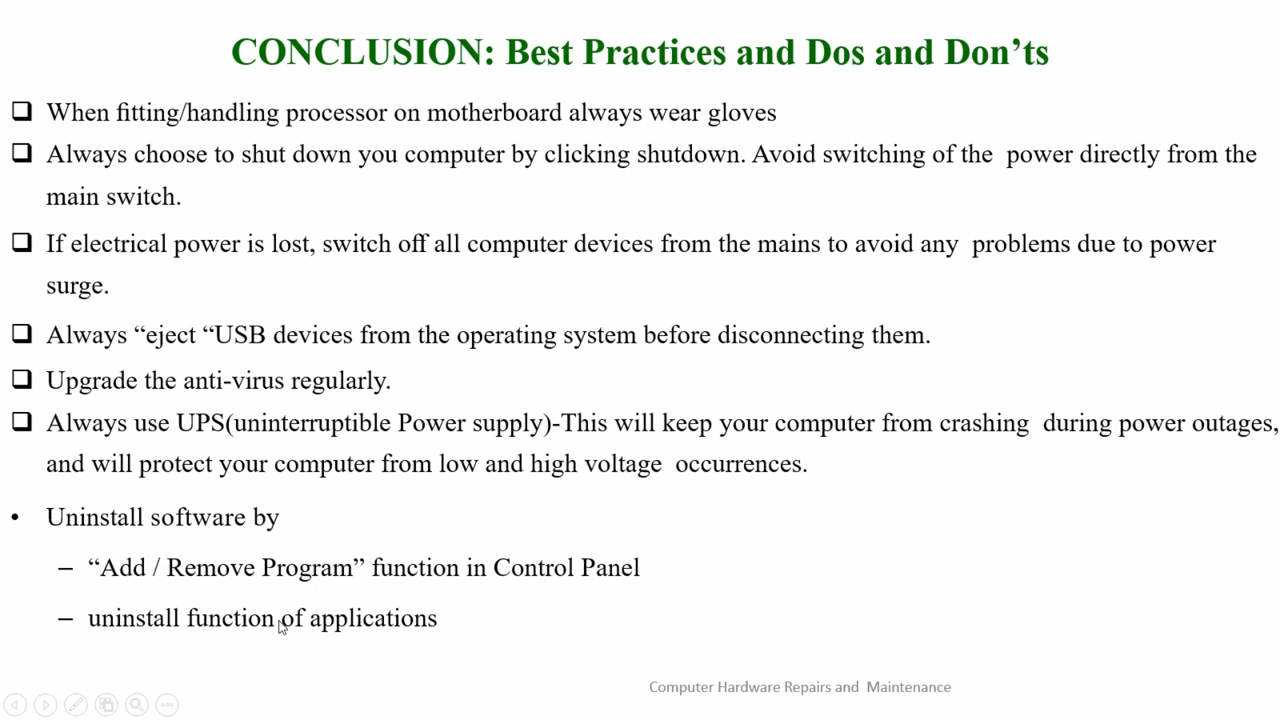 CONCLUSION: Best Practices and Dos and Don’ts
❑ When fitting/handling processor on motherboard always wear gloves
❑ Always choose to shut down you computer by clicking shutdown. Avoid switching of the power directly from the
main switch.
❑ If electrical power is lost, switch off all computer devices from the mains to avoid any problems due to power
surge.
❑ Always “eject “USB devices from the operating system before disconnecting them.
❑ Upgrade the anti-virus regularly.
❑ Always use UPS(uninterruptible Power supply)-This will keep your computer from crashing during power outages,
and will protect your computer from low and high voltage occurrences.
• Uninstall software by
– “Add / Remove Program” function in Control Panel
– uninstall function of applications
Computer Hardware Repairs and Maintenance